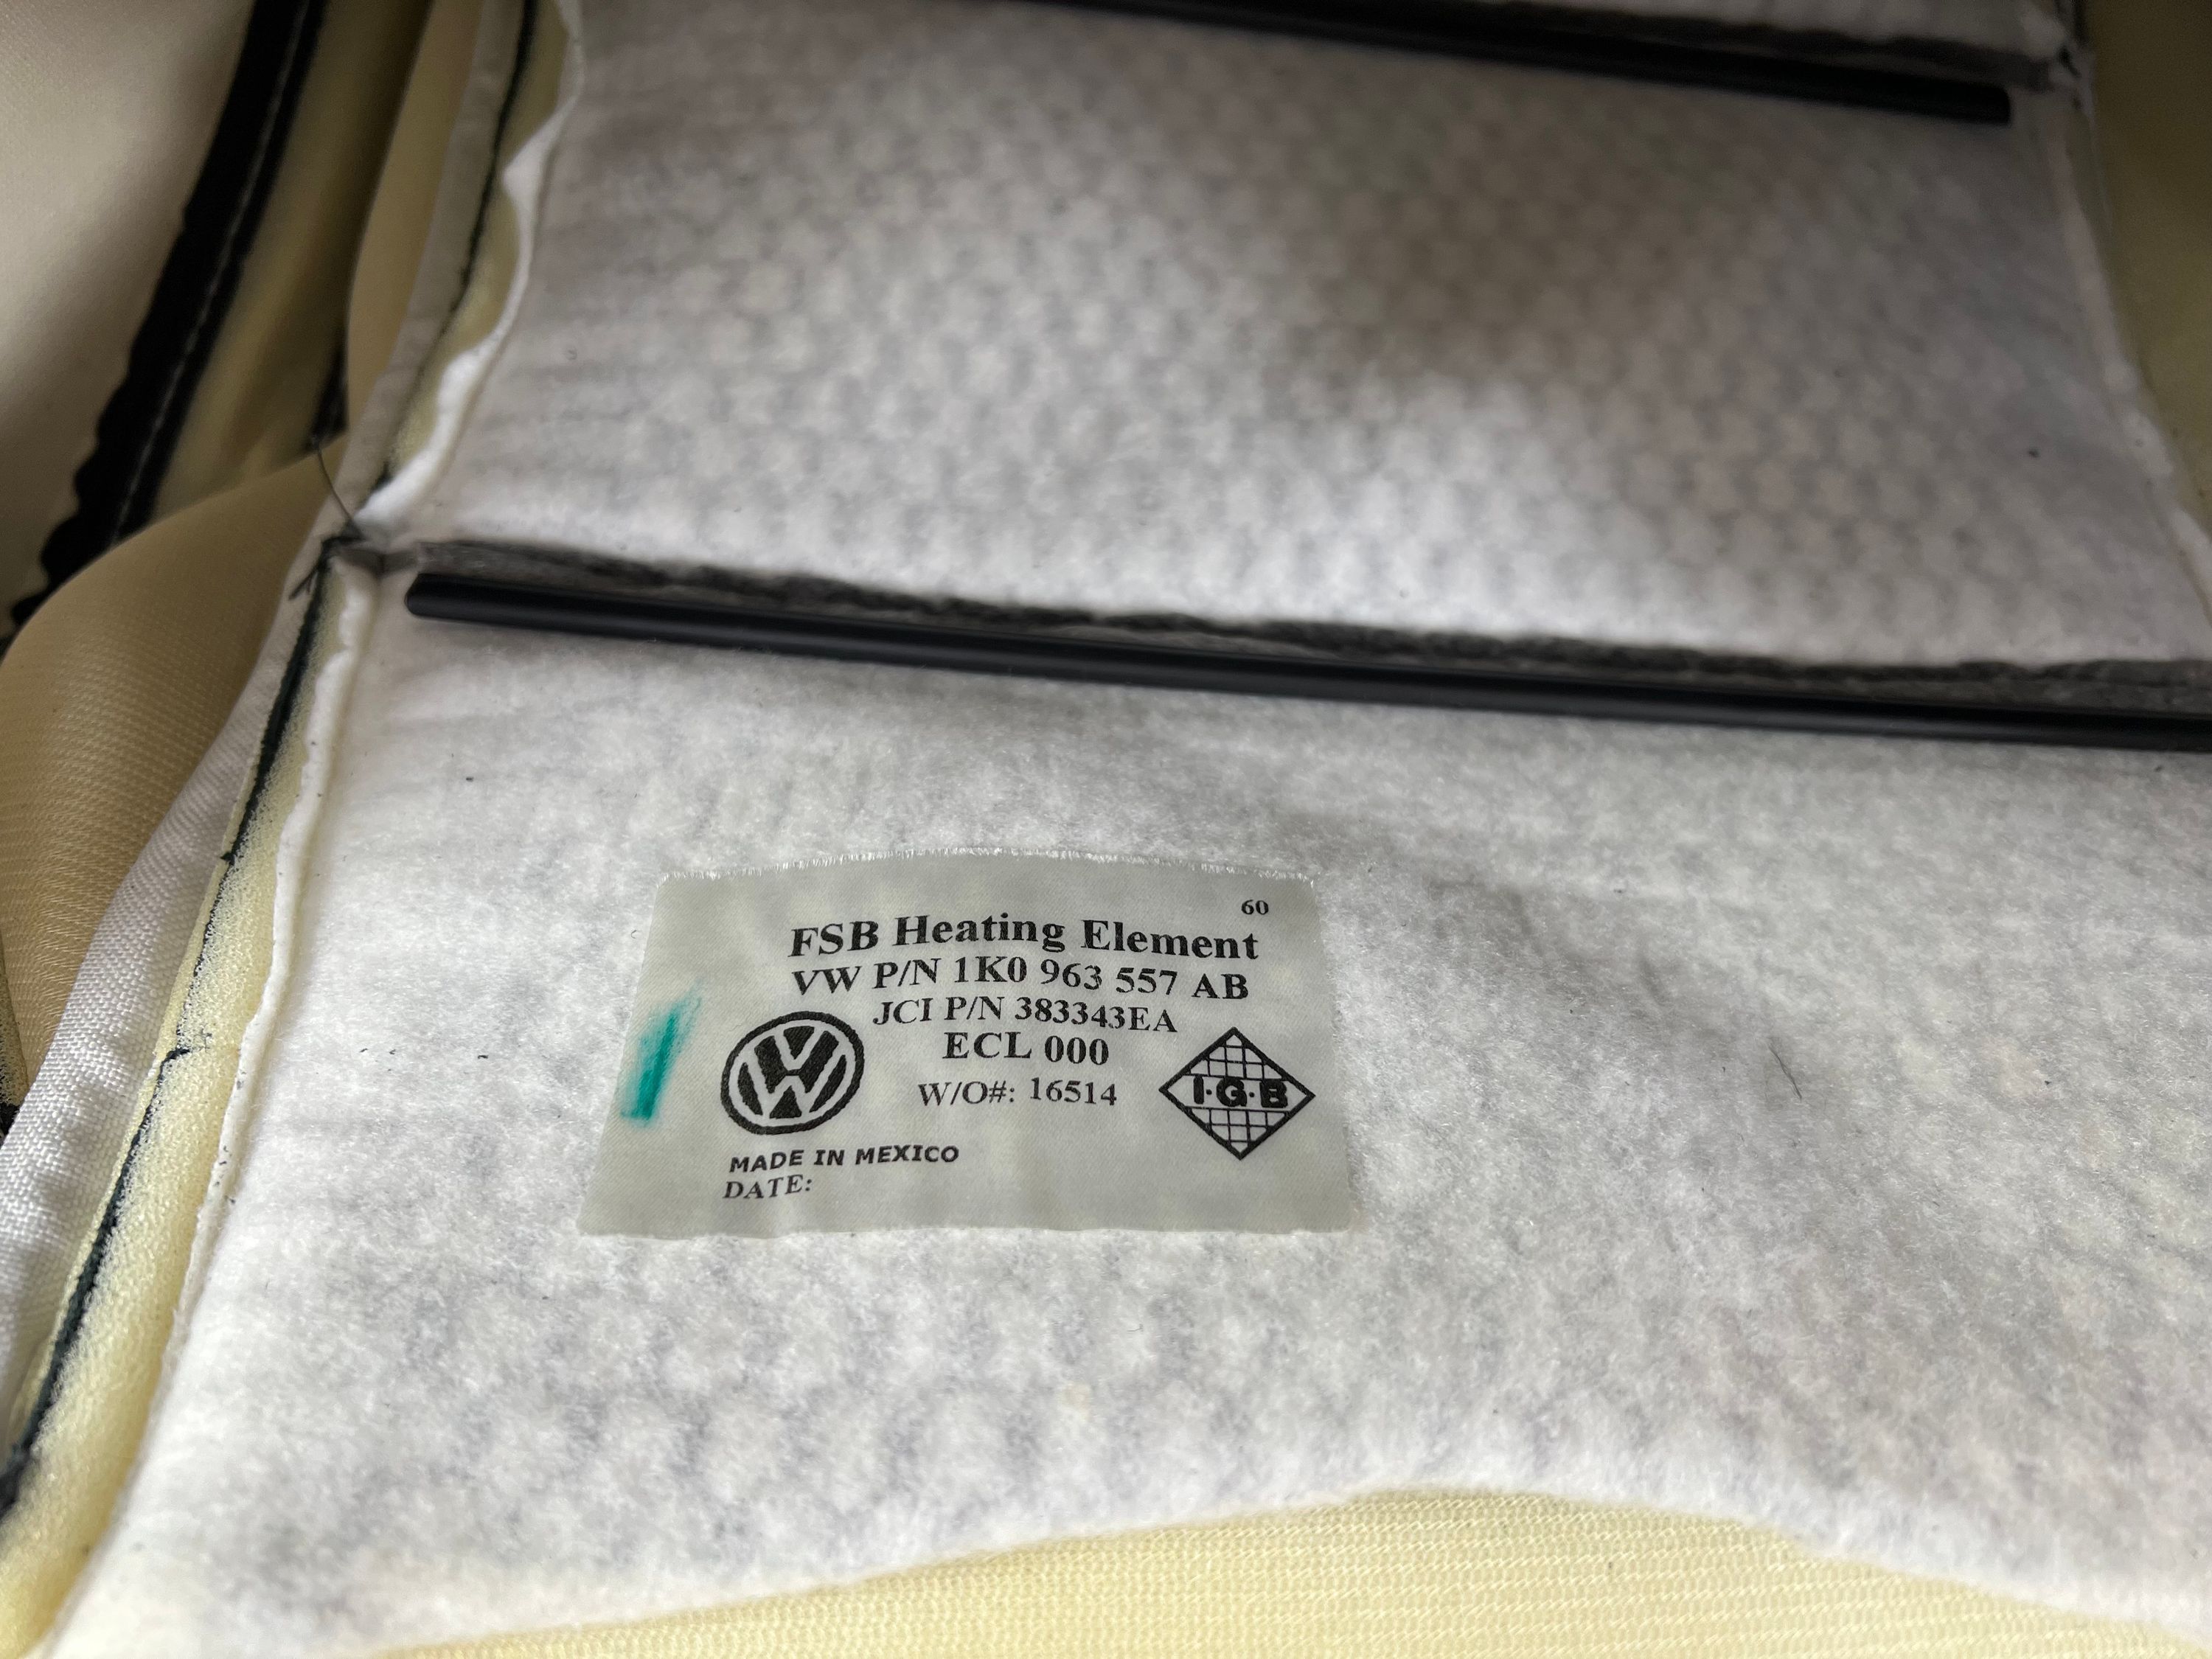 60
FSB Heating Element
VW P/N 1K0 963 557 AB
JCI P/N 383343EA
ECL 000
W/O#: 16514
I·G·B
MADE IN MEXICO
DATE: